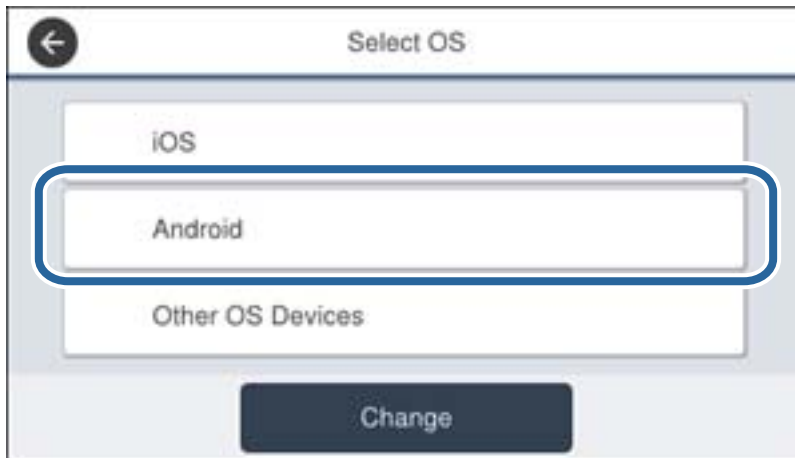 Select OS
iOS
Android
Other OS Devices
Change